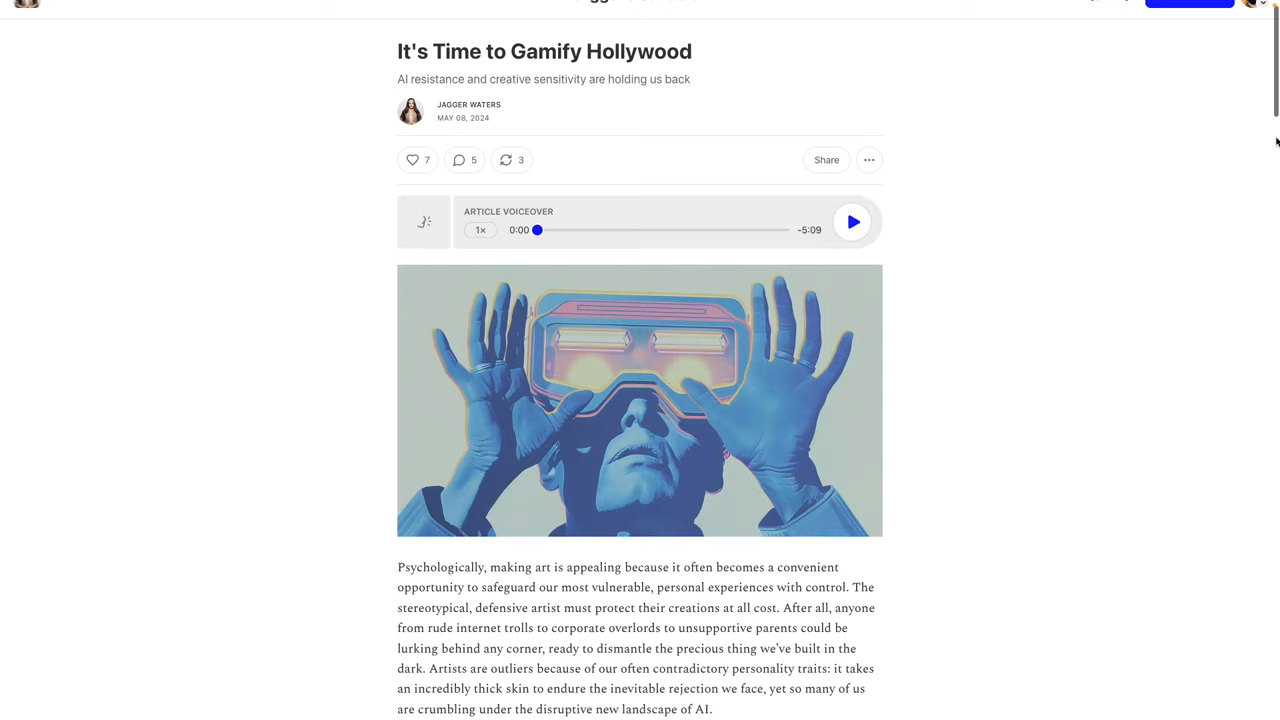 It's Time to Gamify Hollywood
AI resistance and creative sensitivity are holding us back
JAGGER WATERS
MAY 08, 2024
7
5
3
Share
ARTICLE VOICEOVER
1×
0:00
-5:09
Psychologically, making art is appealing because it often becomes a convenient
opportunity to safeguard our most vulnerable, personal experiences with control. The
stereotypical, defensive artist must protect their creations at all cost. After all, anyone
from rude internet trolls to corporate overlords to unsupportive parents could be
lurking behind any corner, ready to dismantle the precious thing we’ve built in the
dark. Artists are outliers because of our often contradictory personality traits: it takes
an incredibly thick skin to endure the inevitable rejection we face, yet so many of us
are crumbling under the disruptive new landscape of AI.